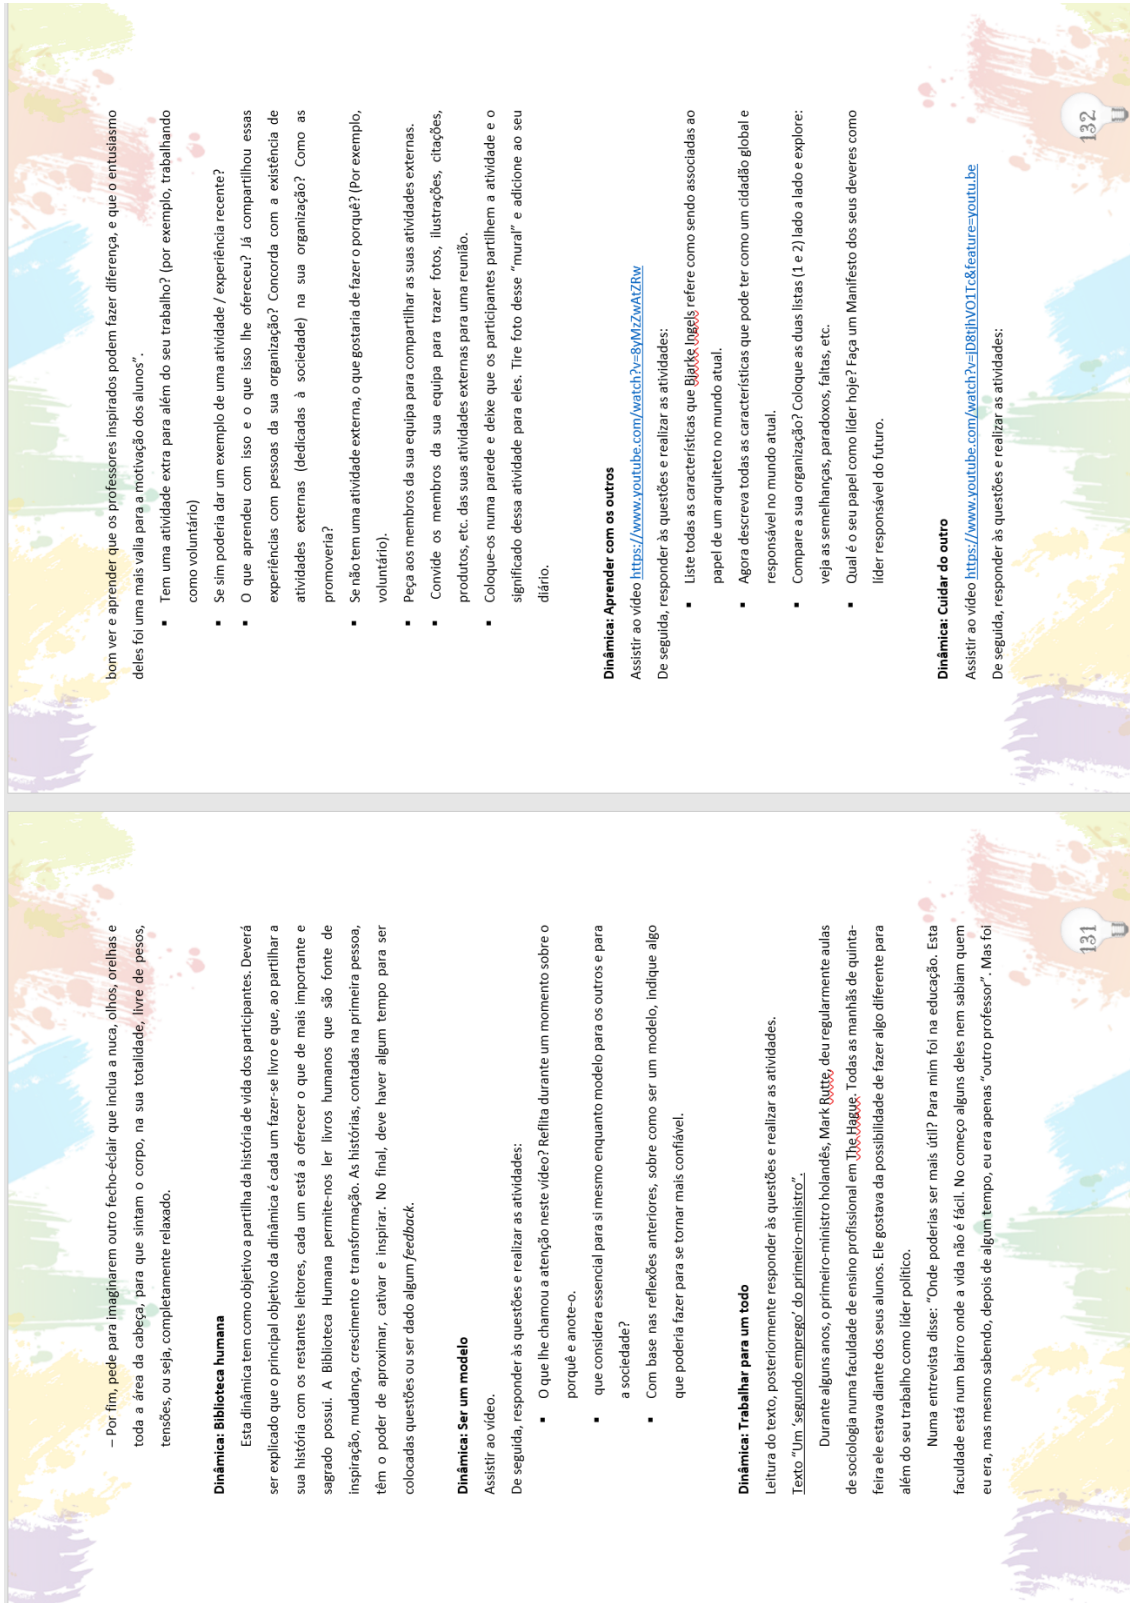 – Por fim, pede para imaginarem outro fecho-éclair que inclua a nuca, olhos, orelhas e
toda a área da cabeça, para que sintam o corpo, na sua totalidade, livre de pesos,
tensões, ou seja, completamente relaxado.
Dinâmica: Biblioteca humana
Esta dinâmica tem como objetivo a partilha da história de vida dos participantes. Deverá
ser explicado que o principal objetivo da dinâmica é cada um fazer-se livro e que, ao partilhar a
sua história com os restantes leitores, cada um está a oferecer o que de mais importante e
sagrado possui. A Biblioteca Humana permite-nos ler livros humanos que são fonte de
inspiração, mudança, crescimento e transformação. As histórias, contadas na primeira pessoa,
têm o poder de aproximar, cativar e inspirar. No final, deve haver algum tempo para ser
colocadas questões ou ser dado algum feedback.
Dinâmica: Ser um modelo
Assistir ao vídeo.
De seguida, responder às questões e realizar as atividades:
▪ O que lhe chamou a atenção neste vídeo? Reflita durante um momento sobre o
porquê e anote-o.
▪ que considera essencial para si mesmo enquanto modelo para os outros e para
a sociedade?
▪ Com base nas reflexões anteriores, sobre como ser um modelo, indique algo
que poderia fazer para se tornar mais confiável.
Dinâmica: Trabalhar para um todo
Leitura do texto, posteriormente responder às questões e realizar as atividades.
Texto "Um 'segundo emprego' do primeiro-ministro".
Durante alguns anos, o primeiro-ministro holandês, Mark Rutte, deu regularmente aulas
de sociologia numa faculdade de ensino profissional em The Hague. Todas as manhãs de quinta-
feira ele estava diante dos seus alunos. Ele gostava da possibilidade de fazer algo diferente para
além do seu trabalho como líder político.
Numa entrevista disse: "Onde poderias ser mais útil? Para mim foi na educação. Esta
faculdade está num bairro onde a vida não é fácil. No começo alguns deles nem sabiam quem
eu era, mas mesmo sabendo, depois de algum tempo, eu era apenas "outro professor". Mas foi
131
bom ver e aprender que os professores inspirados podem fazer diferença, e que o entusiasmo
deles foi uma mais valia para a motivação dos alunos".
▪ Tem uma atividade extra para além do seu trabalho? (por exemplo, trabalhando
como voluntário)
▪ Se sim poderia dar um exemplo de uma atividade / experiência recente?
▪ O que aprendeu com isso e o que isso lhe ofereceu? Já compartilhou essas
experiências com pessoas da sua organização? Concorda com a existência de
atividades externas (dedicadas à sociedade) na sua organização? Como as
promoveria?
▪ Se não tem uma atividade externa, o que gostaria de fazer o porquê? (Por exemplo,
voluntário).
▪ Peça aos membros da sua equipa para compartilhar as suas atividades externas.
▪ Convide os membros da sua equipa para trazer fotos, ilustrações, citações,
produtos, etc. das suas atividades externas para uma reunião.
▪ Coloque-os numa parede e deixe que os participantes partilhem a atividade e o
significado dessa atividade para eles. Tire foto desse "mural" e adicione ao seu
diário.
Dinâmica: Aprender com os outros
Assistir ao vídeo https://www.youtube.com/watch?v=8yMzZwAtZRw
De seguida, responder às questões e realizar as atividades:
▪ Liste todas as características que Bjarke Ingels refere como sendo associadas ao
papel de um arquiteto no mundo atual.
▪ Agora descreva todas as características que pode ter como um cidadão global e
responsável no mundo atual.
▪ Compare a sua organização? Coloque as duas listas (1 e 2) lado a lado e explore:
veja as semelhanças, paradoxos, faltas, etc.
▪ Qual é o seu papel como líder hoje? Faça um Manifesto dos seus deveres como
líder responsável do futuro.
Dinâmica: Cuidar do outro
Assistir ao vídeo https://www.youtube.com/watch?v=jD8tjhVO1Tc&feature=youtu.be
De seguida, responder às questões e realizar as atividades:
132